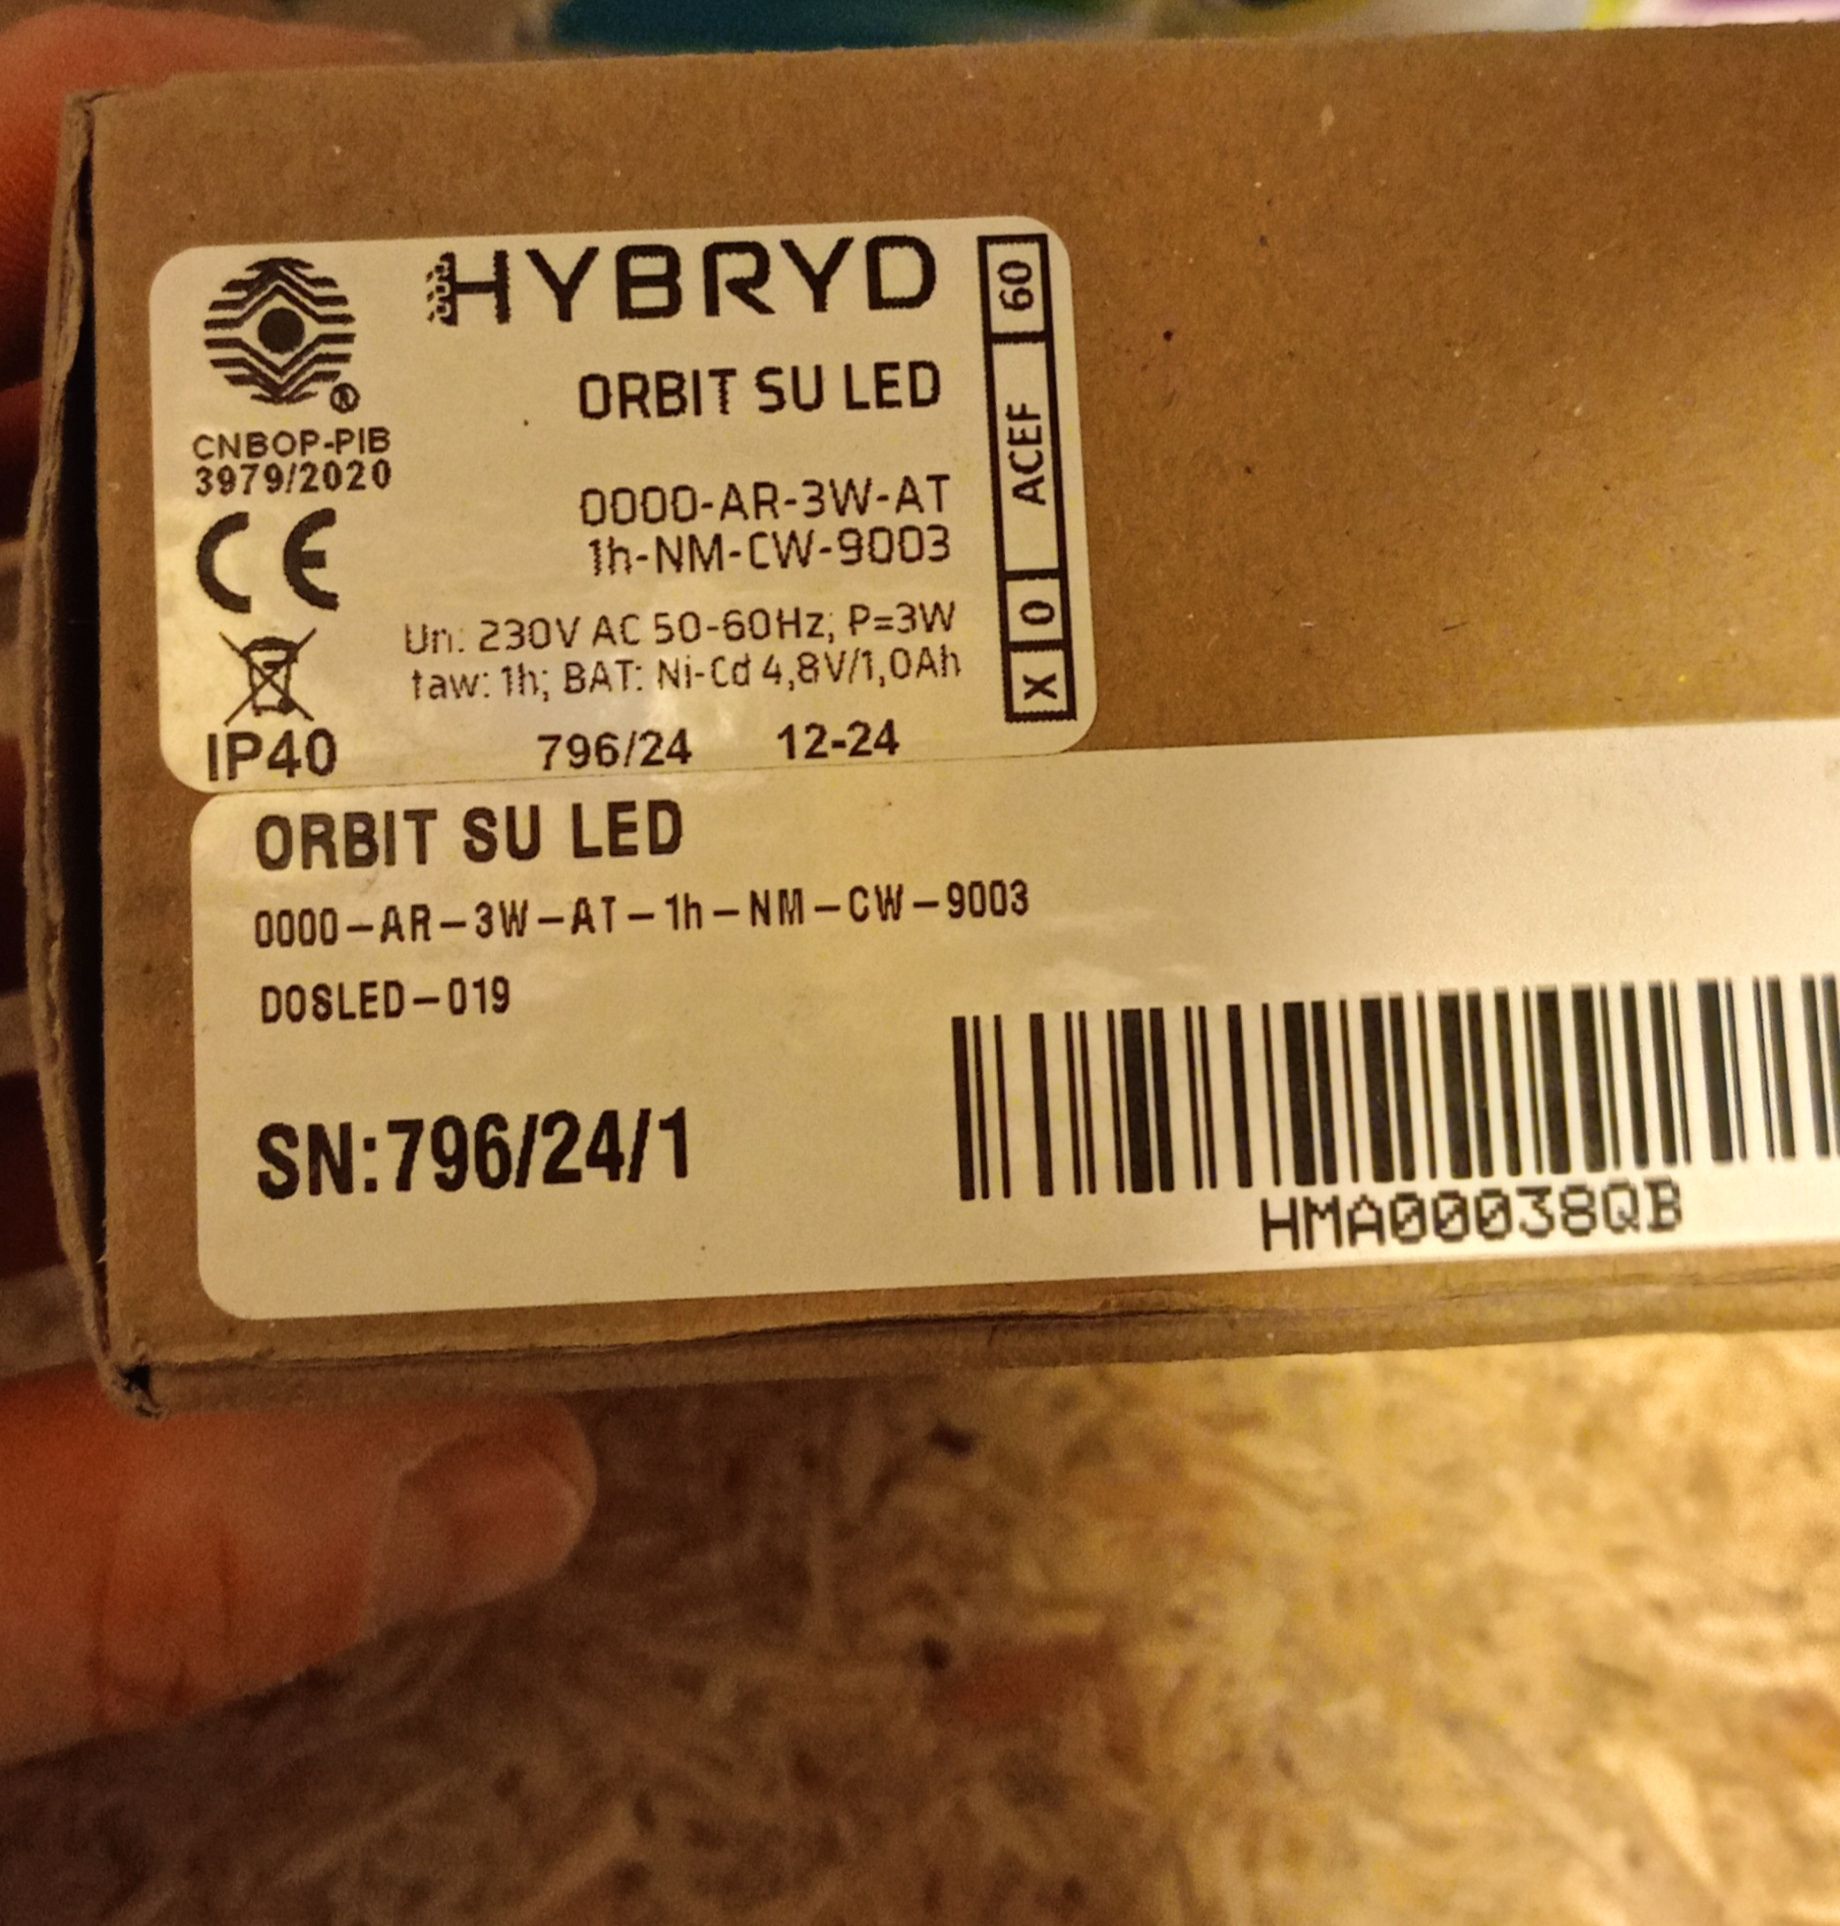 HYBRYD
ORBIT SU LED
®
CNBOP-PIB
3979/2020
CE
IP40
0000-AR-3W-AT
1h-NM-CW-9003
Un: 230V AC 50-60Hz; P=3W
taw: 1h; BAT: Ni-Cd 4,8V/1,0Ah
796/24 12-24
X 0 ACEF 60
ORBIT SU LED
0000-AR-3W-AT-1h-NM-CW-9003
DOSLED-019
SN:796/24/1
HMA00038QB